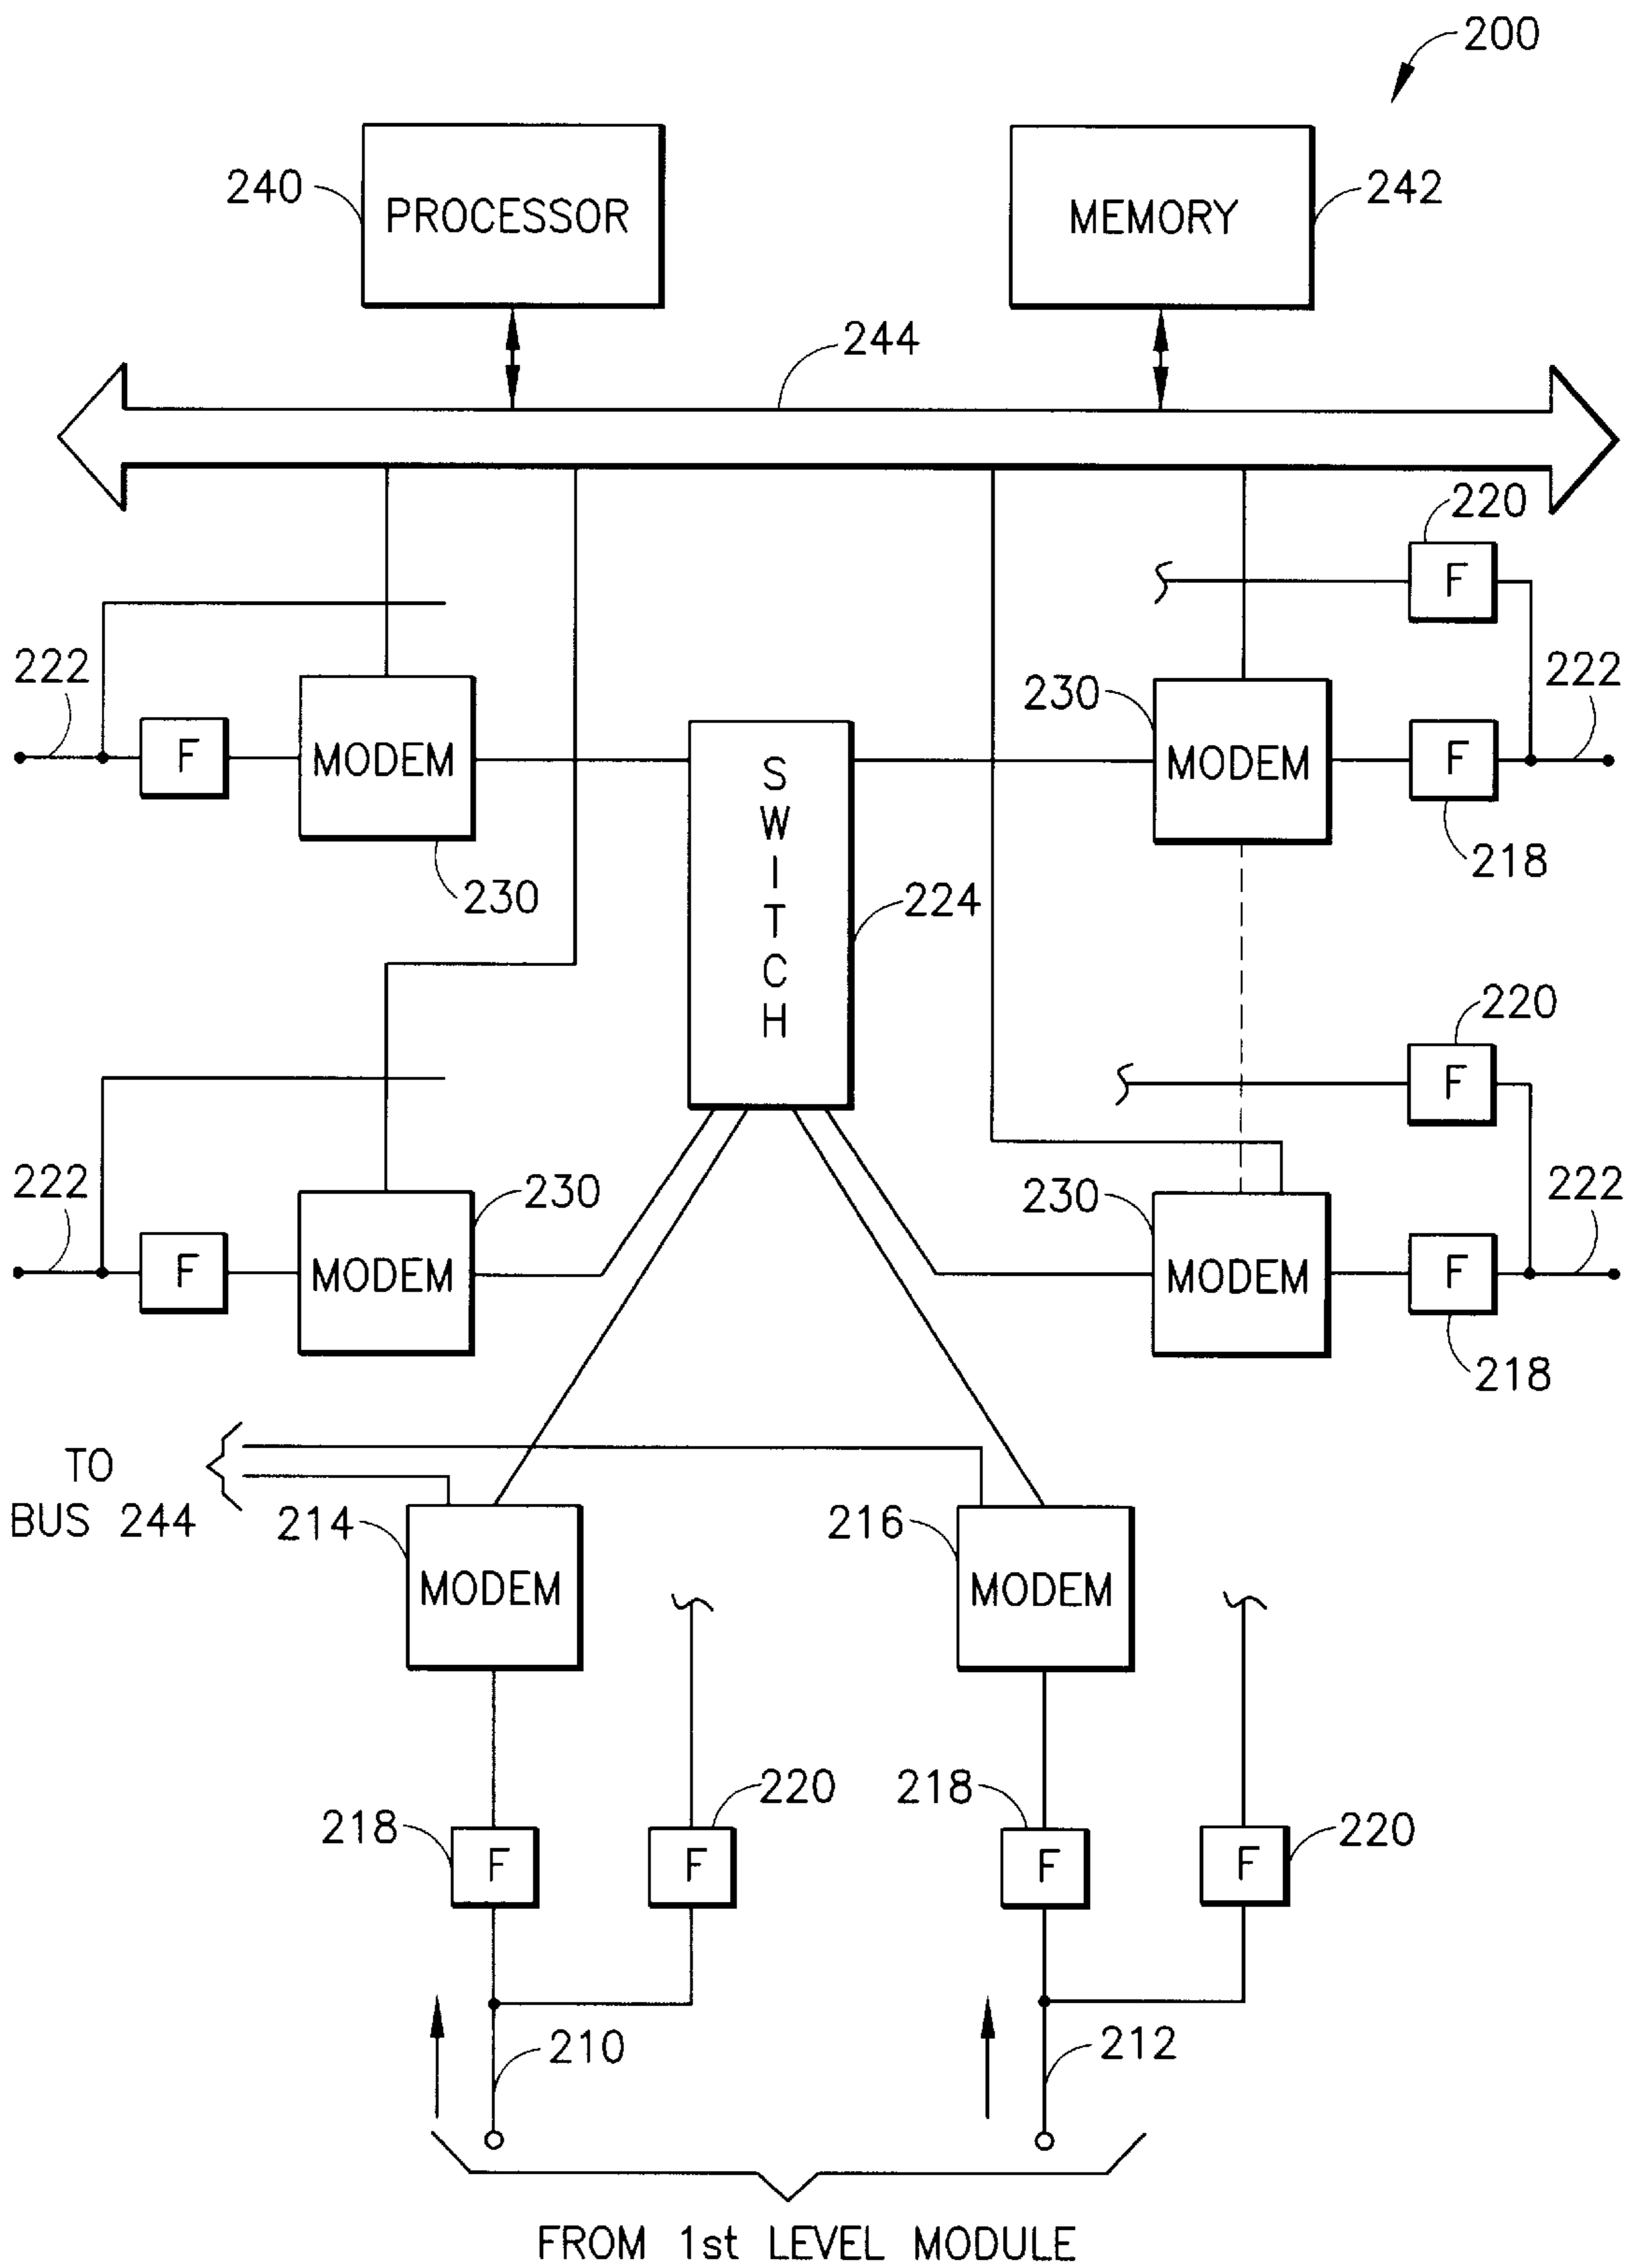 200
240
PROCESSOR
MEMORY
242
244
220
F
222
F
MODEM
230
230
MODEM
F
222
218
SWITCH
224
220
F
222
F
MODEM
230
230
MODEM
F
222
218
TO
BUS 244
214
MODEM
216
MODEM
218
F
220
F
218
F
220
F
210
212
FROM 1st LEVEL MODULE